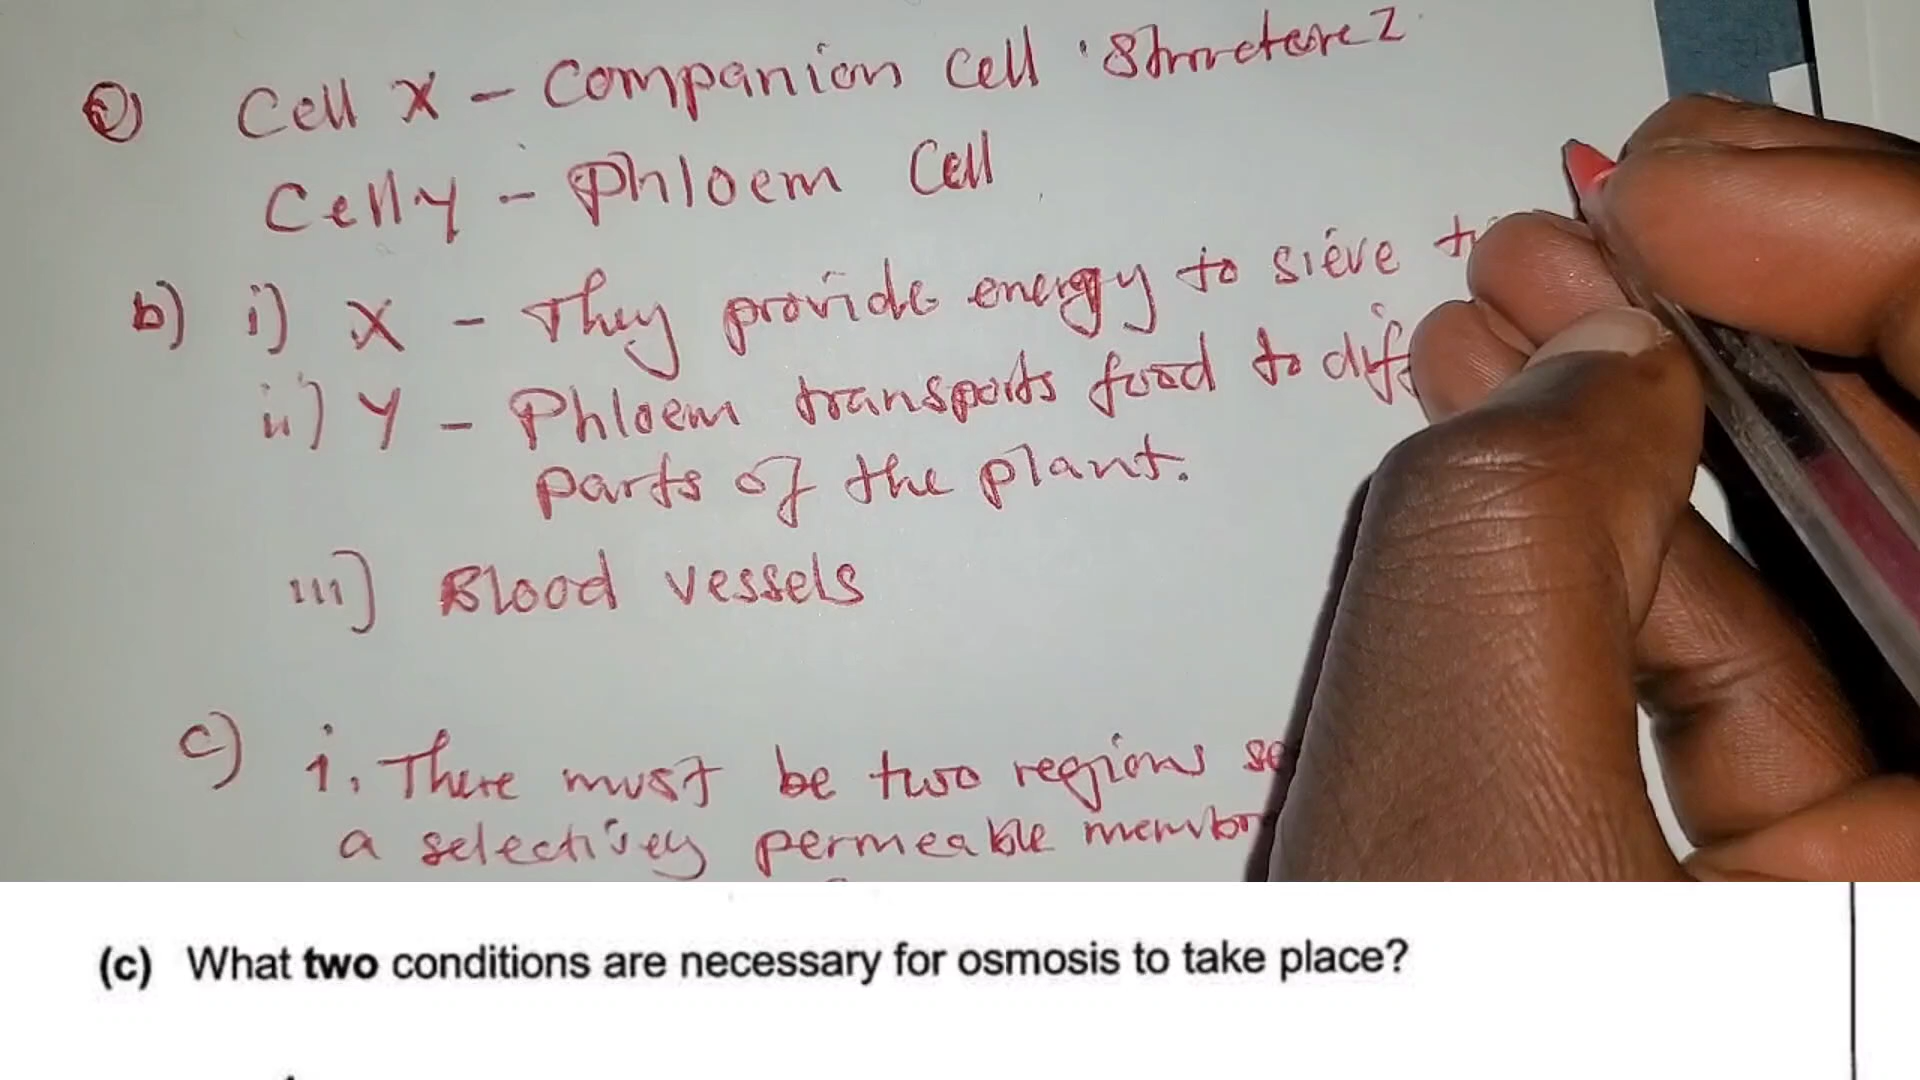 a) Cell X - Companion Cell Structure Z
Cell y - Phloem Cell
b) i) X - They provide energy to sieve
ii) Y - Phloem transports food to
parts of the plant.
iii) Blood vessels
c) i. There must be two regions
a selectively permeable
(c) What two conditions are necessary for osmosis to take place?